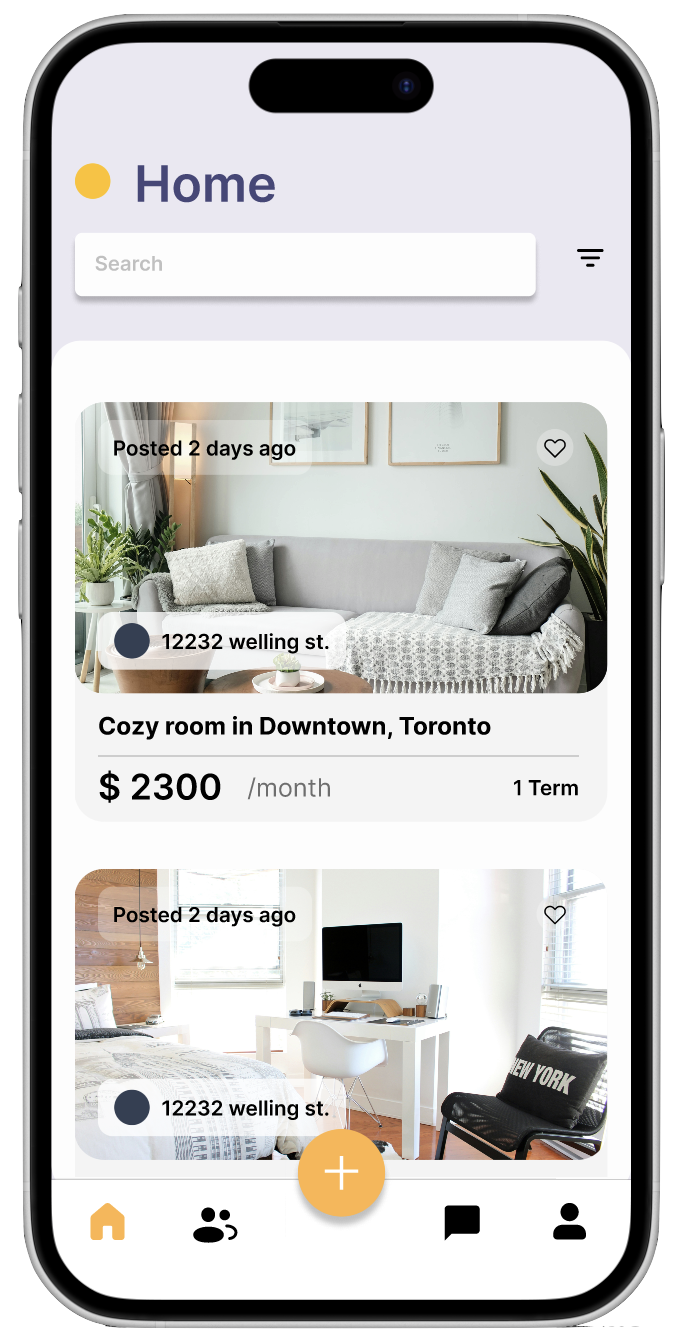 Home
Search
Posted 2 days ago
12232 welling st.
Cozy room in Downtown, Toronto
$ 2300 /month 1 Term
Posted 2 days ago
NEW YORK
12232 welling st.